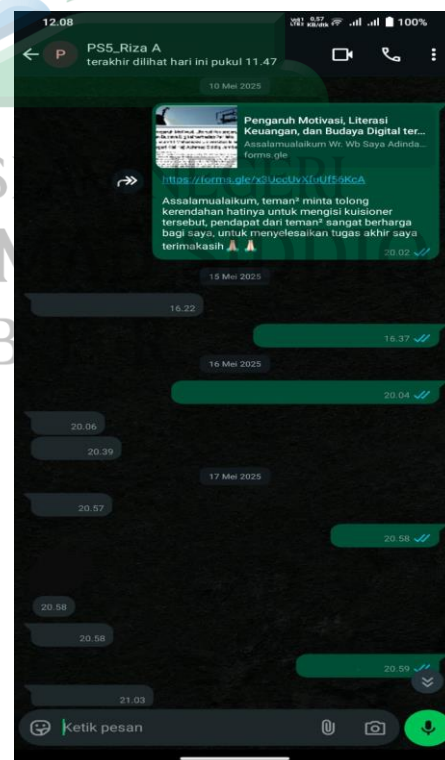 12.08
0,57 KB/dtk 100%
P PS5_Riza A
terakhir dilihat hari ini pukul 11.47
10 Mei 2025
Pengaruh Motivasi, Literasi
Keuangan, dan Budaya Digital ter...
Assalamualaikum Wr. Wb Saya Adinda...
forms.gle
Assalamualaikum, teman² minta tolong
kerendahan hatinya untuk mengisi kuisioner
tersebut, pendapat dari teman² sangat berharga
bagi saya, untuk menyelesaikan tugas akhir saya
terimakasih 🙏🏻 🙏🏻
20.02
15 Mei 2025
16.22
16.37
16 Mei 2025
20.04
20.06
20.39
17 Mei 2025
20.57
20.58
20.58
20.58
20.59
21.03
Ketik pesan